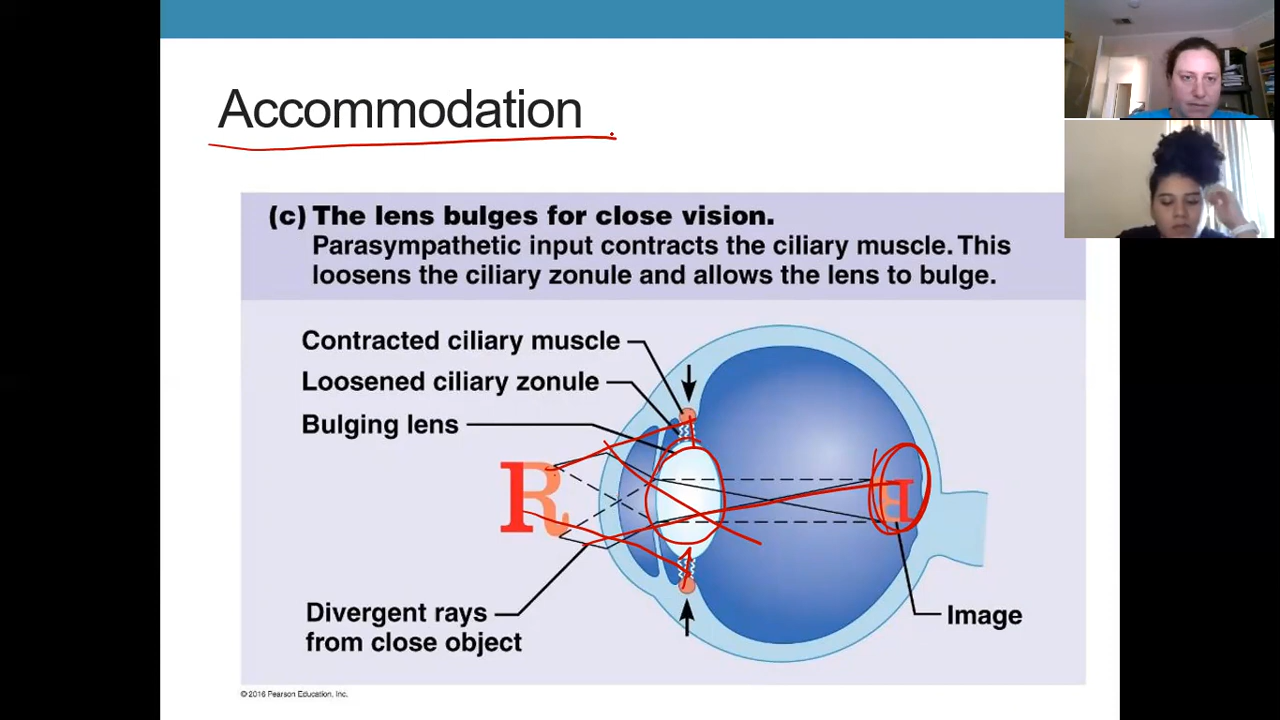 Accommodation
(c) The lens bulges for close vision.
Parasympathetic input contracts the ciliary muscle. This
loosens the ciliary zonule and allows the lens to bulge.
Contracted ciliary muscle
Loosened ciliary zonule
Bulging lens
R
R
Divergent rays
from close object
Image
© 2016 Pearson Education, Inc.